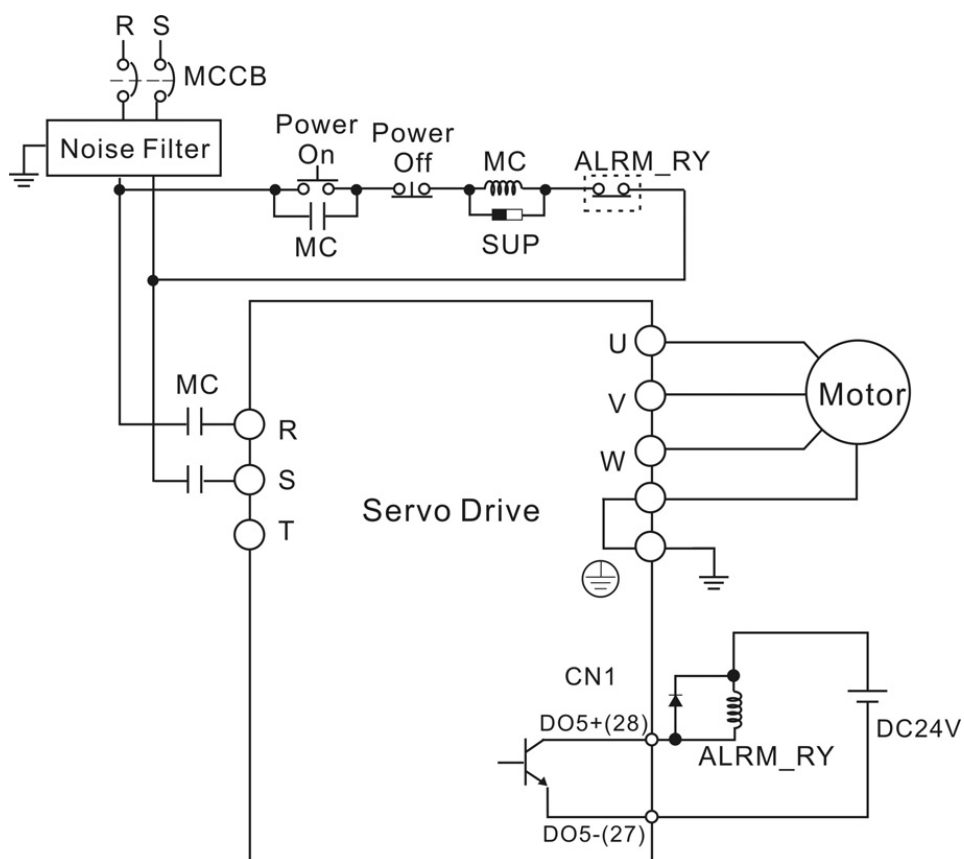 R S
MCCB
Noise Filter
Power
On
Power
Off
MC
ALRM_RY
MC
SUP
MC
R
S
T
Servo Drive
U
V
W
Motor
CN1
DO5+(28)
DO5-(27)
ALRM_RY
DC24V